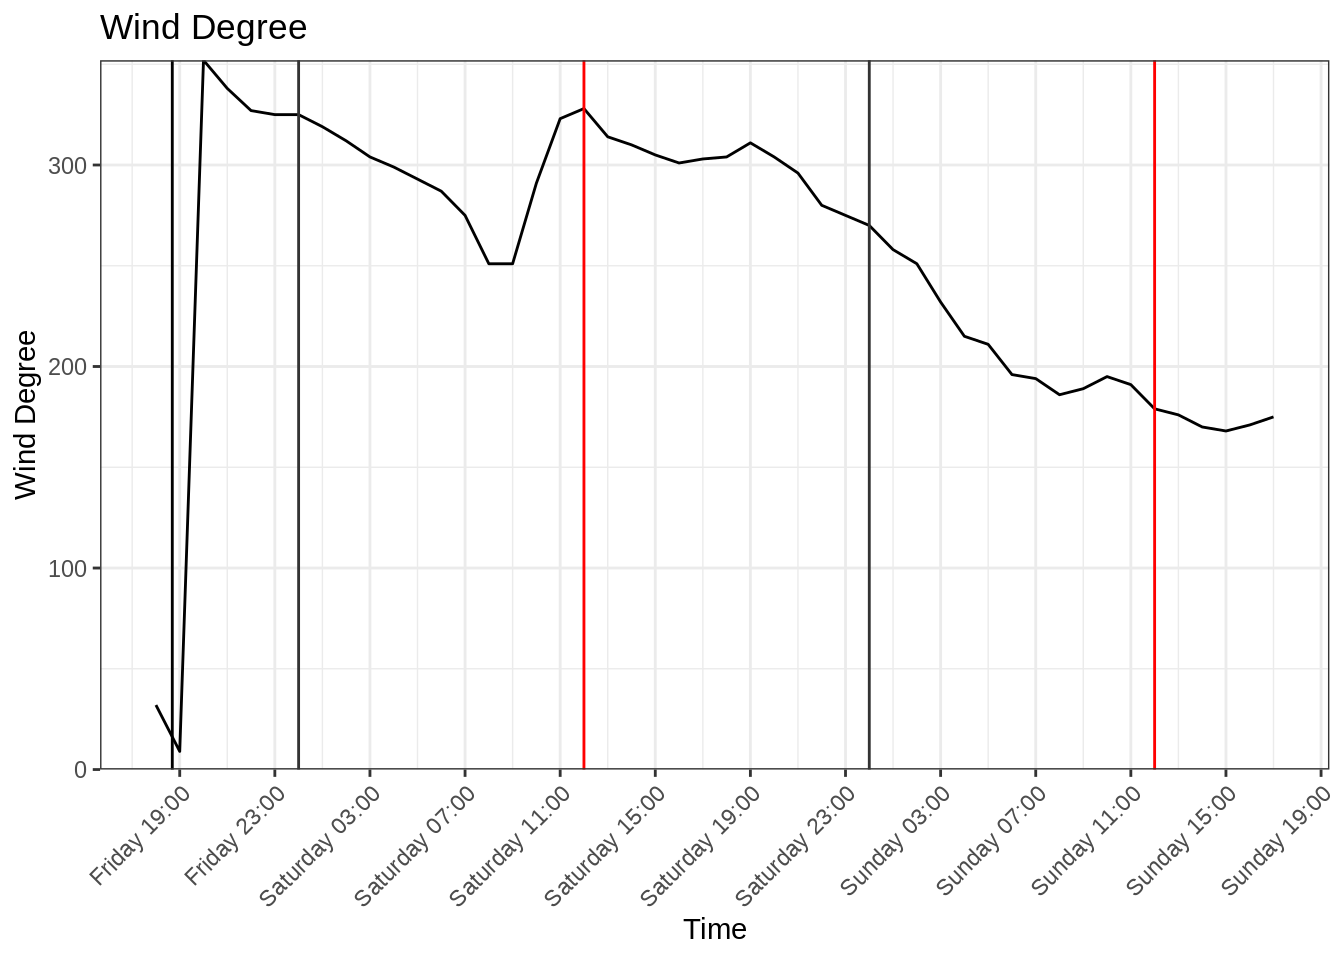 Wind Degree
Wind Degree
300
200
100
0
Friday 19:00
Friday 23:00
Saturday 03:00
Saturday 07:00
Saturday 11:00
Saturday 15:00
Saturday 19:00
Saturday 23:00
Sunday 03:00
Sunday 07:00
Sunday 11:00
Sunday 15:00
Sunday 19:00
Time